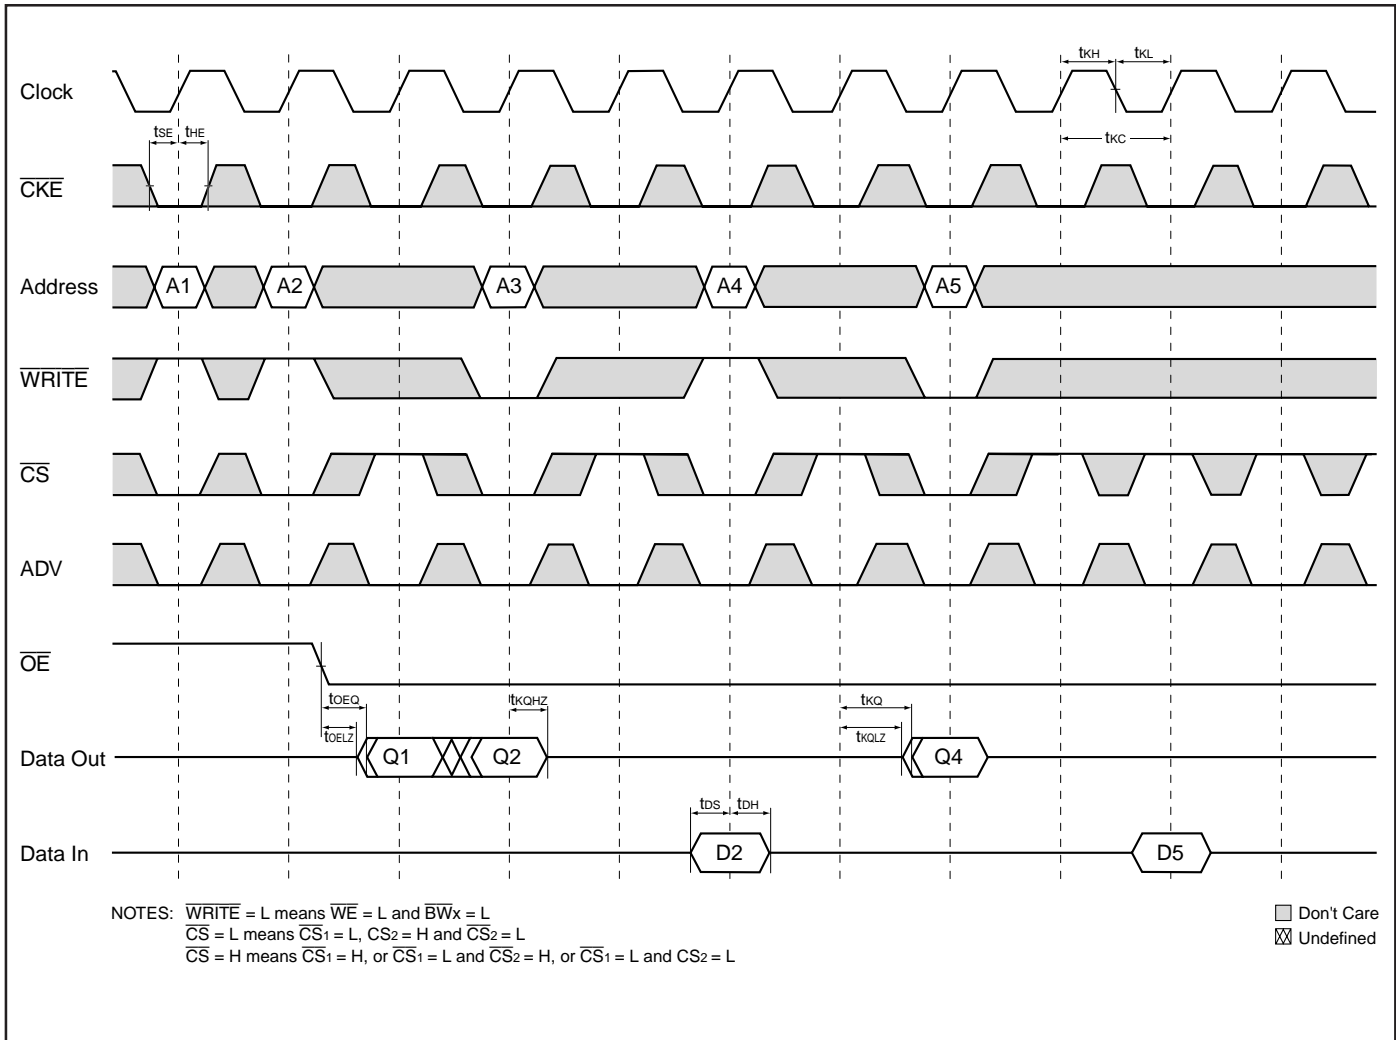 tKH tKL
Clock
tSE tHE
tKC
CKE
Address A1 A2 A3 A4 A5
WRITE
CS
ADV
OE
tOEQ tKQHZ tKQ
tOELZ tKQLZ
Data Out Q1 Q2 Q4
tDS tDH
Data In D2 D5
NOTES: WRITE = L means WE = L and BWx = L
CS = L means CS1 = L, CS2 = H and CS2 = L
CS = H means CS1 = H, or CS1 = L and CS2 = H, or CS1 = L and CS2 = L
Don't Care
Undefined